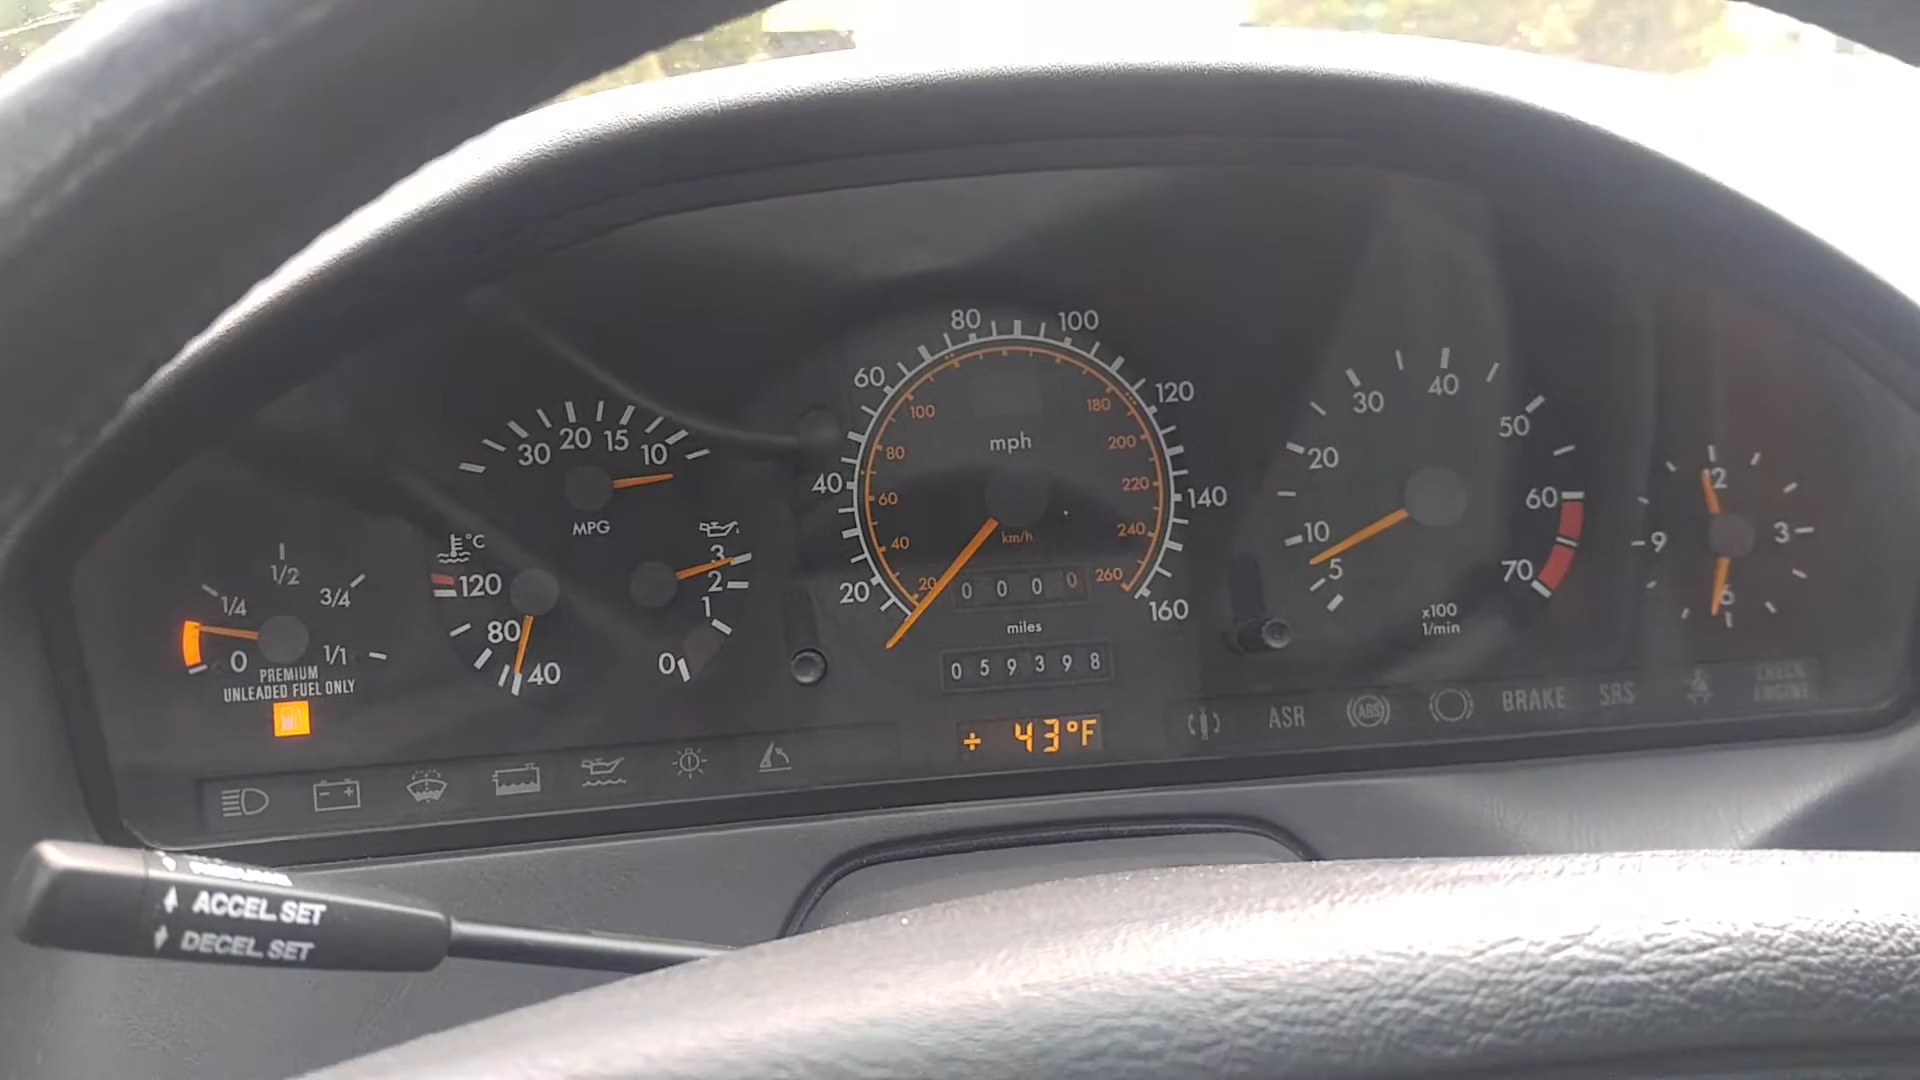 1/2
1/4
3/4
0
1/1
PREMIUM
UNLEADED FUEL ONLY
30 20 15 10
MPG
°C
120
80
40
3
2
1
0
20 40 60 80 100 120 140 160
mph
20 40 60 80 100 180 200 220 240 260
km/h
0 0 0 0
miles
0 5 9 3 9 8
+ 43°F
5 10 20 30 40 50 60 70
x100
1/min
12
3
6
9
ASR
ABS
BRAKE
SRS
CHECK
ENGINE
ACCEL.SET
DECEL.SET